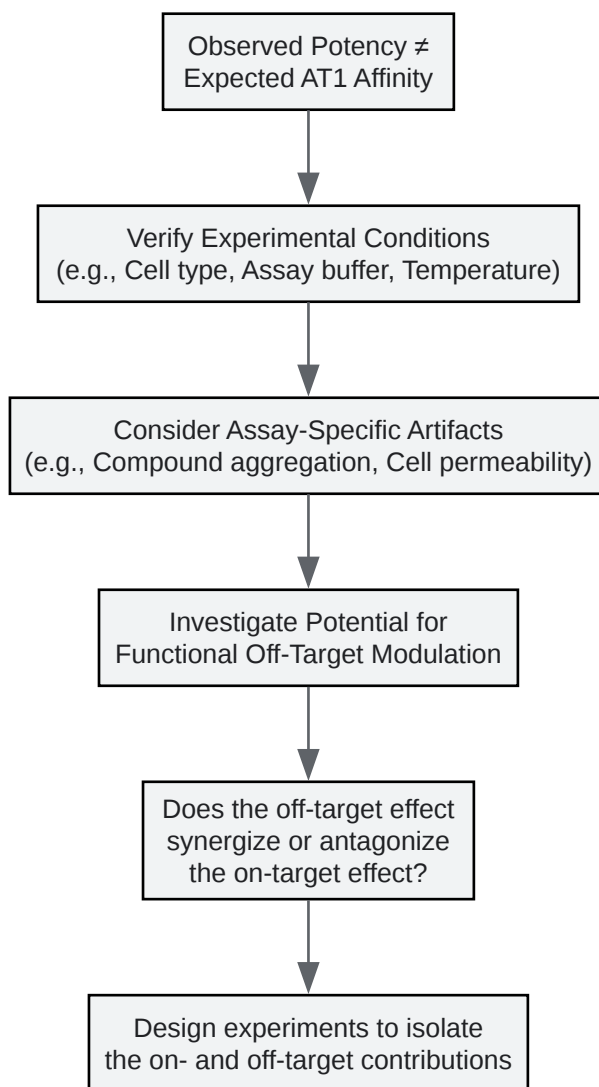 Observed Potency ≠
Expected AT1 Affinity
Verify Experimental Conditions
(e.g., Cell type, Assay buffer, Temperature)
Consider Assay-Specific Artifacts
(e.g., Compound aggregation, Cell permeability)
Investigate Potential for
Functional Off-Target Modulation
Does the off-target effect
synergize or antagonize
the on-target effect?
Design experiments to isolate
the on- and off-target contributions